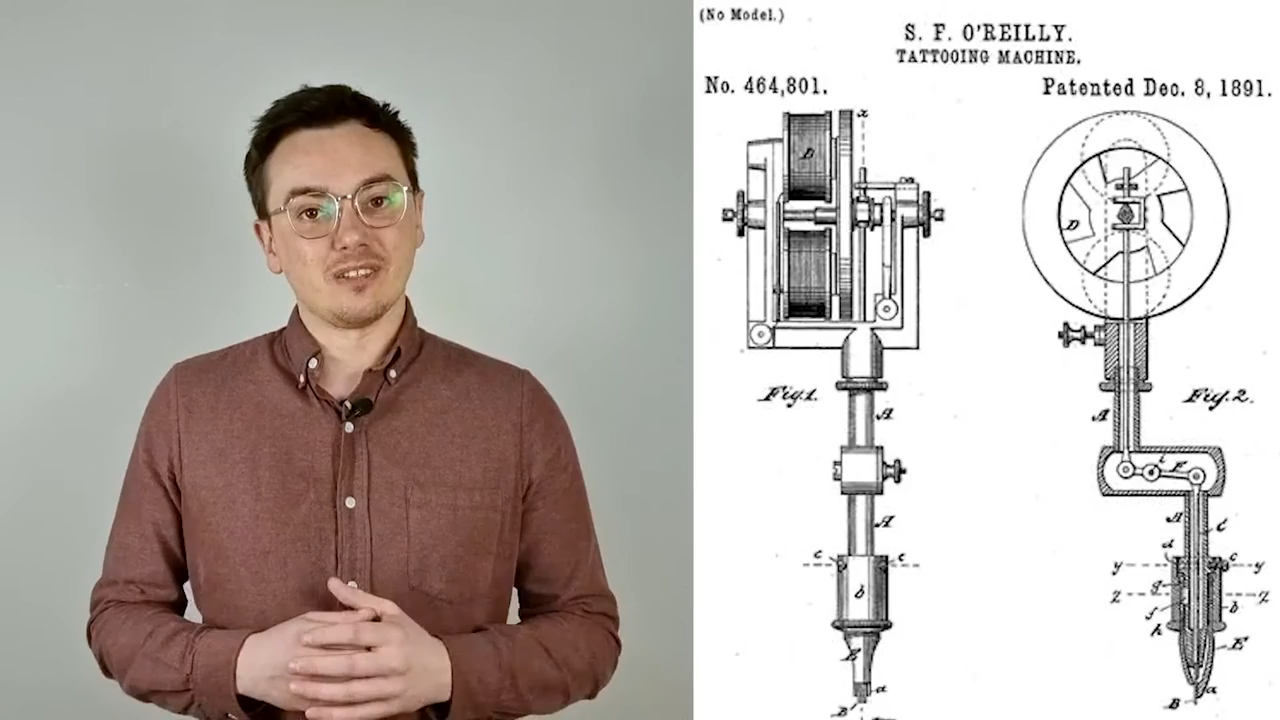 (No Model.)
S. F. O'REILLY.
TATTOOING MACHINE.
No. 464,801.
Patented Dec. 8, 1891.
x
D
D
Fig. 1.
Fig. 2.
A
A
i
F
A
A
C
c
c
d
c
y
y
g
z
z
b
f
b
h
E
E
a
a
B
B